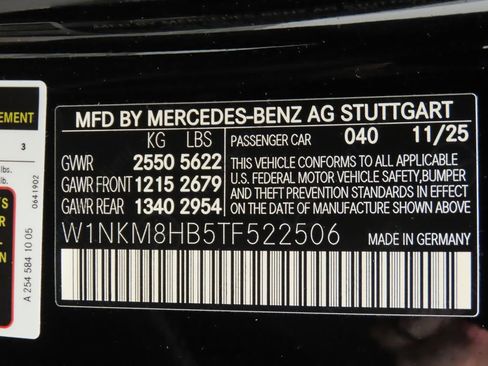 EMENT
3
lbs.
lb.
0641902
A 254 584 10 05
MFD BY MERCEDES-BENZ AG STUTTGART
KG LBS
PASSENGER CAR 040 11/25
GVWR 2550 5622
GAWR FRONT 1215 2679
GAWR REAR 1340 2954
THIS VEHICLE CONFORMS TO ALL APPLICABLE
U.S. FEDERAL MOTOR VEHICLE SAFETY, BUMPER
AND THEFT PREVENTION STANDARDS IN EFFECT
ON THE DATE OF MANUFACTURE SHOWN ABOVE.
W1NKM8HB5TF522506
MADE IN GERMANY